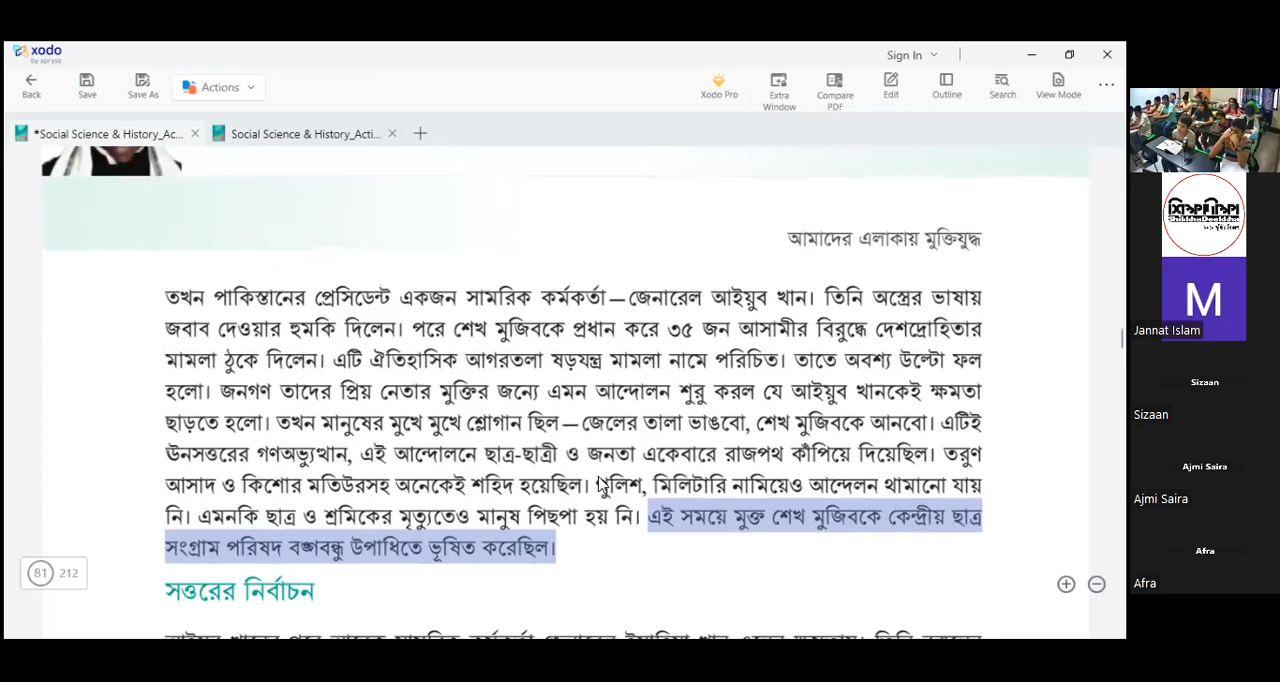 xodo
by apryse
Sign In
Back
Save
Save As
Actions
Xodo Pro
Extra Window
Compare PDF
Edit
Outline
Search
View Mode
*Social Science & History_Ac...
Social Science & History_Acti...
আমাদের এলাকায় মুক্তিযুদ্ধ
তখন পাকিস্তানের প্রেসিডেন্ট একজন সামরিক কর্মকর্তা—জেনারেল আইয়ুব খান। তিনি অস্ত্রের ভাষায়
জবাব দেওয়ার হুমকি দিলেন। পরে শেখ মুজিবকে প্রধান করে ৩৫ জন আসামীর বিরুদ্ধে দেশদ্রোহিতার
মামলা ঠুকে দিলেন। এটি ঐতিহাসিক আগরতলা ষড়যন্ত্র মামলা নামে পরিচিত। তাতে অবশ্য উল্টো ফল
হলো। জনগণ তাদের প্রিয় নেতার মুক্তির জন্যে এমন আন্দোলন শুরু করল যে আইয়ুব খানকেই ক্ষমতা
ছাড়তে হলো। তখন মানুষের মুখে মুখে শ্লোগান ছিল—জেলের তালা ভাঙবো, শেখ মুজিবকে আনবো। এটিই
ঊনসত্তরের গণঅভ্যুত্থান, এই আন্দোলনে ছাত্র-ছাত্রী ও জনতা একেবারে রাজপথ কাঁপিয়ে দিয়েছিল। তরুণ
আসাদ ও কিশোর মতিউরসহ অনেকেই শহিদ হয়েছিল। পুলিশ, মিলিটারি নামিয়েও আন্দেলন থামানো যায়
নি। এমনকি ছাত্র ও শ্রমিকের মৃত্যুতেও মানুষ পিছপা হয় নি। এই সময়ে মুক্ত শেখ মুজিবকে কেন্দ্রীয় ছাত্র
সংগ্রাম পরিষদ বঙ্গবন্ধু উপাধিতে ভূষিত করেছিল।
81 212
সত্তরের নির্বাচন
M
Jannat Islam
Sizaan
Sizaan
Ajmi Saira
Ajmi Saira
Afra
Afra